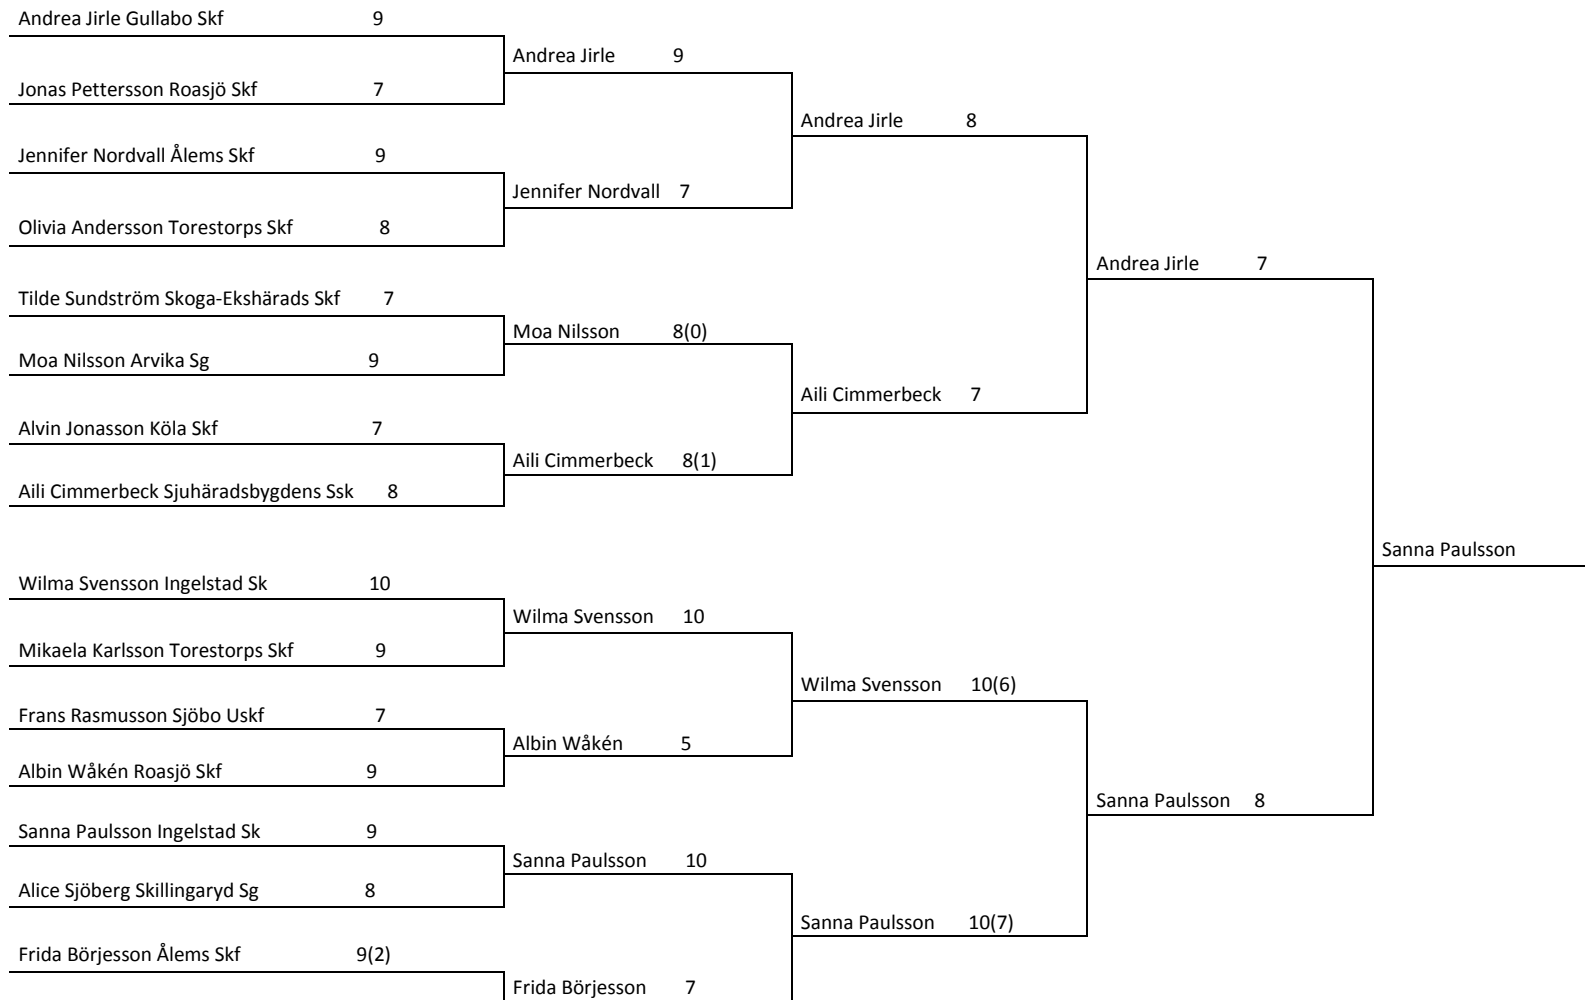 Andrea Jirle Gullabo Skf 9
Andrea Jirle 9
Jonas Pettersson Roasjö Skf 7
Andrea Jirle 8
Jennifer Nordvall Ålems Skf 9
Jennifer Nordvall 7
Olivia Andersson Torestorps Skf 8
Andrea Jirle 7
Tilde Sundström Skoga-Ekshärads Skf 7
Moa Nilsson 8(0)
Moa Nilsson Arvika Sg 9
Aili Cimmerbeck 7
Alvin Jonasson Köla Skf 7
Aili Cimmerbeck 8(1)
Aili Cimmerbeck Sjuhäradsbygdens Ssk 8
Sanna Paulsson
Wilma Svensson Ingelstad Sk 10
Wilma Svensson 10
Mikaela Karlsson Torestorps Skf 9
Wilma Svensson 10(6)
Frans Rasmusson Sjöbo Uskf 7
Albin Wåkén 5
Albin Wåkén Roasjö Skf 9
Sanna Paulsson 8
Sanna Paulsson Ingelstad Sk 9
Sanna Paulsson 10
Alice Sjöberg Skillingaryd Sg 8
Sanna Paulsson 10(7)
Frida Börjesson Ålems Skf 9(2)
Frida Börjesson 7